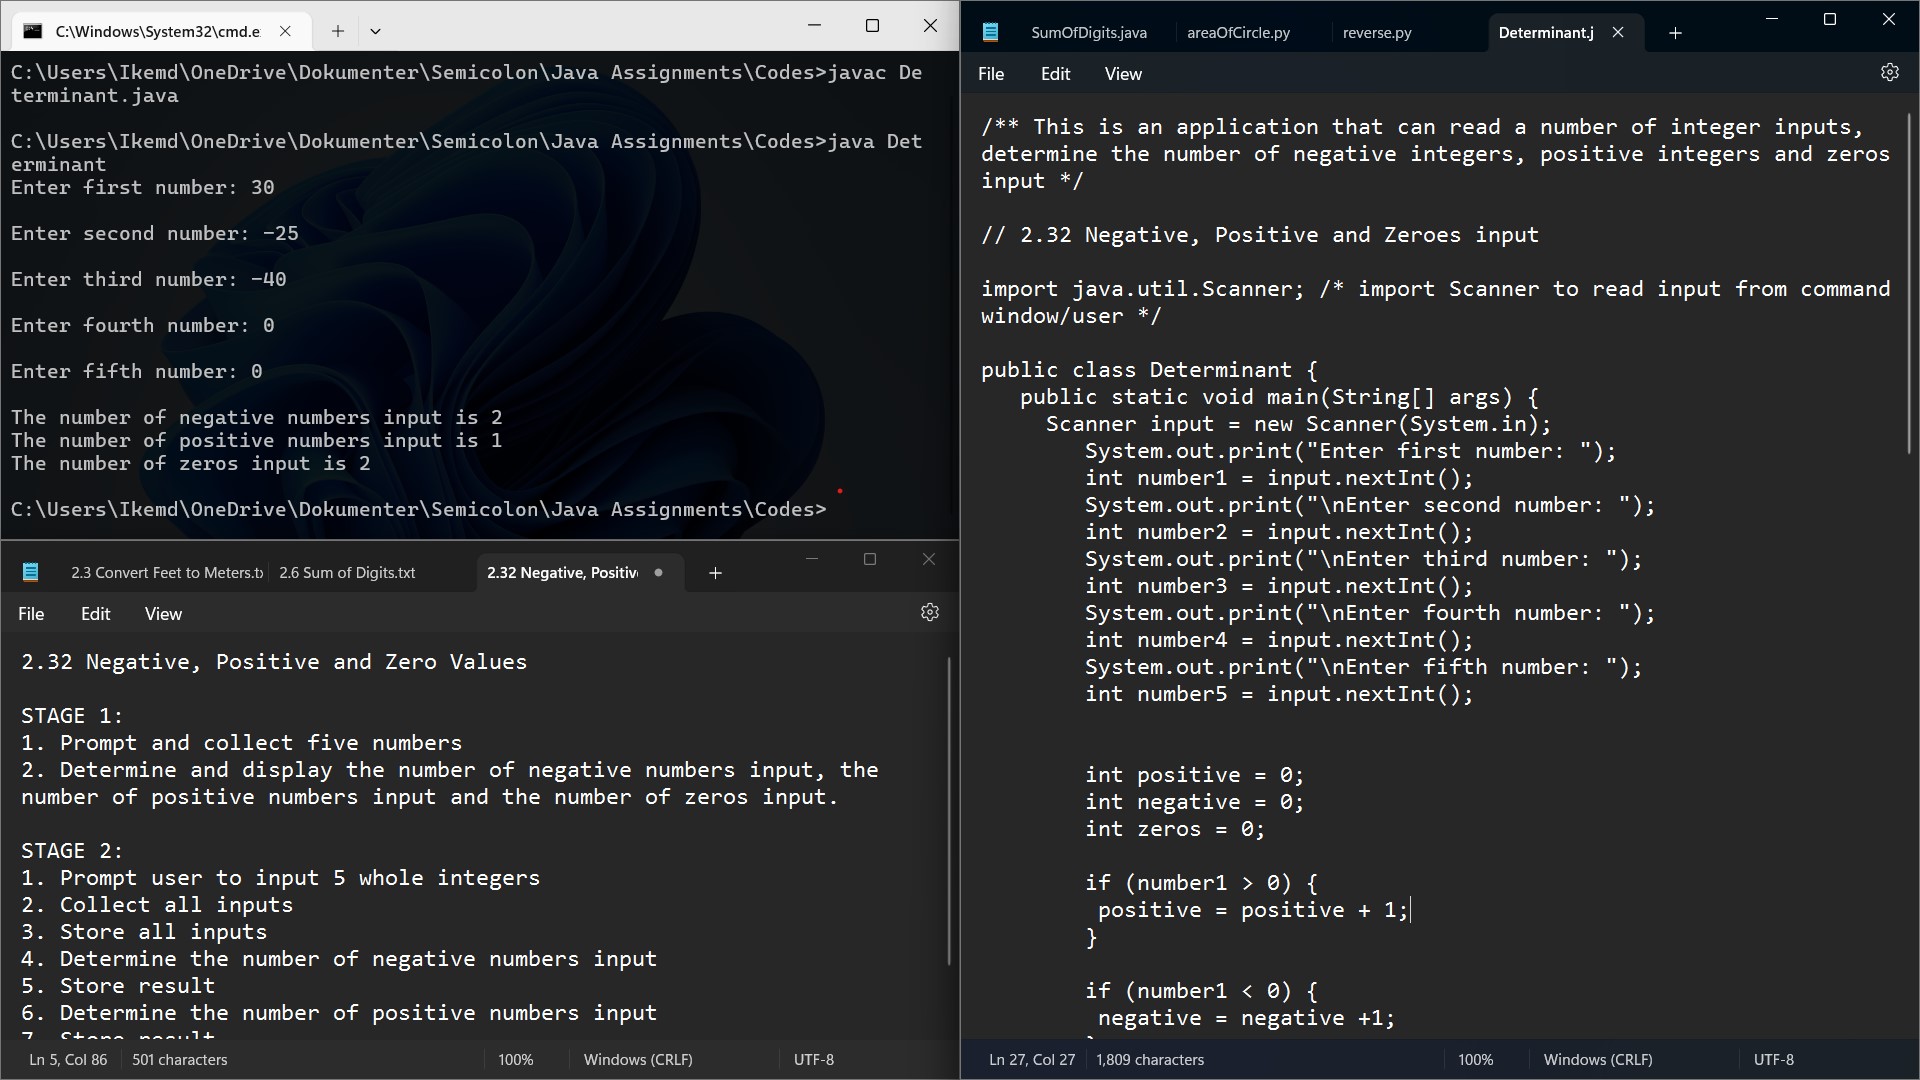 C:\Windows\System32\cmd.e
C:\Users\Ikemd\OneDrive\Dokumenter\Semicolon\Java Assignments\Codes>javac De
terminant.java
C:\Users\Ikemd\OneDrive\Dokumenter\Semicolon\Java Assignments\Codes>java Det
erminant
Enter first number: 30
Enter second number: -25
Enter third number: -40
Enter fourth number: 0
Enter fifth number: 0
The number of negative numbers input is 2
The number of positive numbers input is 1
The number of zeros input is 2
C:\Users\Ikemd\OneDrive\Dokumenter\Semicolon\Java Assignments\Codes>
2.3 Convert Feet to Meters.tx 2.6 Sum of Digits.txt 2.32 Negative, Positiv
File Edit View
2.32 Negative, Positive and Zero Values
STAGE 1:
1. Prompt and collect five numbers
2. Determine and display the number of negative numbers input, the
number of positive numbers input and the number of zeros input.
STAGE 2:
1. Prompt user to input 5 whole integers
2. Collect all inputs
3. Store all inputs
4. Determine the number of negative numbers input
5. Store result
6. Determine the number of positive numbers input
7. Store result
Ln 5, Col 86 501 characters 100% Windows (CRLF) UTF-8
SumOfDigits.java areaOfCircle.py reverse.py Determinant.j
File Edit View
/** This is an application that can read a number of integer inputs,
determine the number of negative integers, positive integers and zeros
input */
// 2.32 Negative, Positive and Zeroes input
import java.util.Scanner; /* import Scanner to read input from command
window/user */
public class Determinant {
public static void main(String[] args) {
Scanner input = new Scanner(System.in);
System.out.print("Enter first number: ");
int number1 = input.nextInt();
System.out.print("\nEnter second number: ");
int number2 = input.nextInt();
System.out.print("\nEnter third number: ");
int number3 = input.nextInt();
System.out.print("\nEnter fourth number: ");
int number4 = input.nextInt();
System.out.print("\nEnter fifth number: ");
int number5 = input.nextInt();
int positive = 0;
int negative = 0;
int zeros = 0;
if (number1 > 0) {
positive = positive + 1;
}
if (number1 < 0) {
negative = negative +1;
Ln 27, Col 27 1,809 characters 100% Windows (CRLF) UTF-8